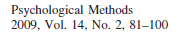 Psychological Methods
2009, Vol. 14, No. 2, 81–100